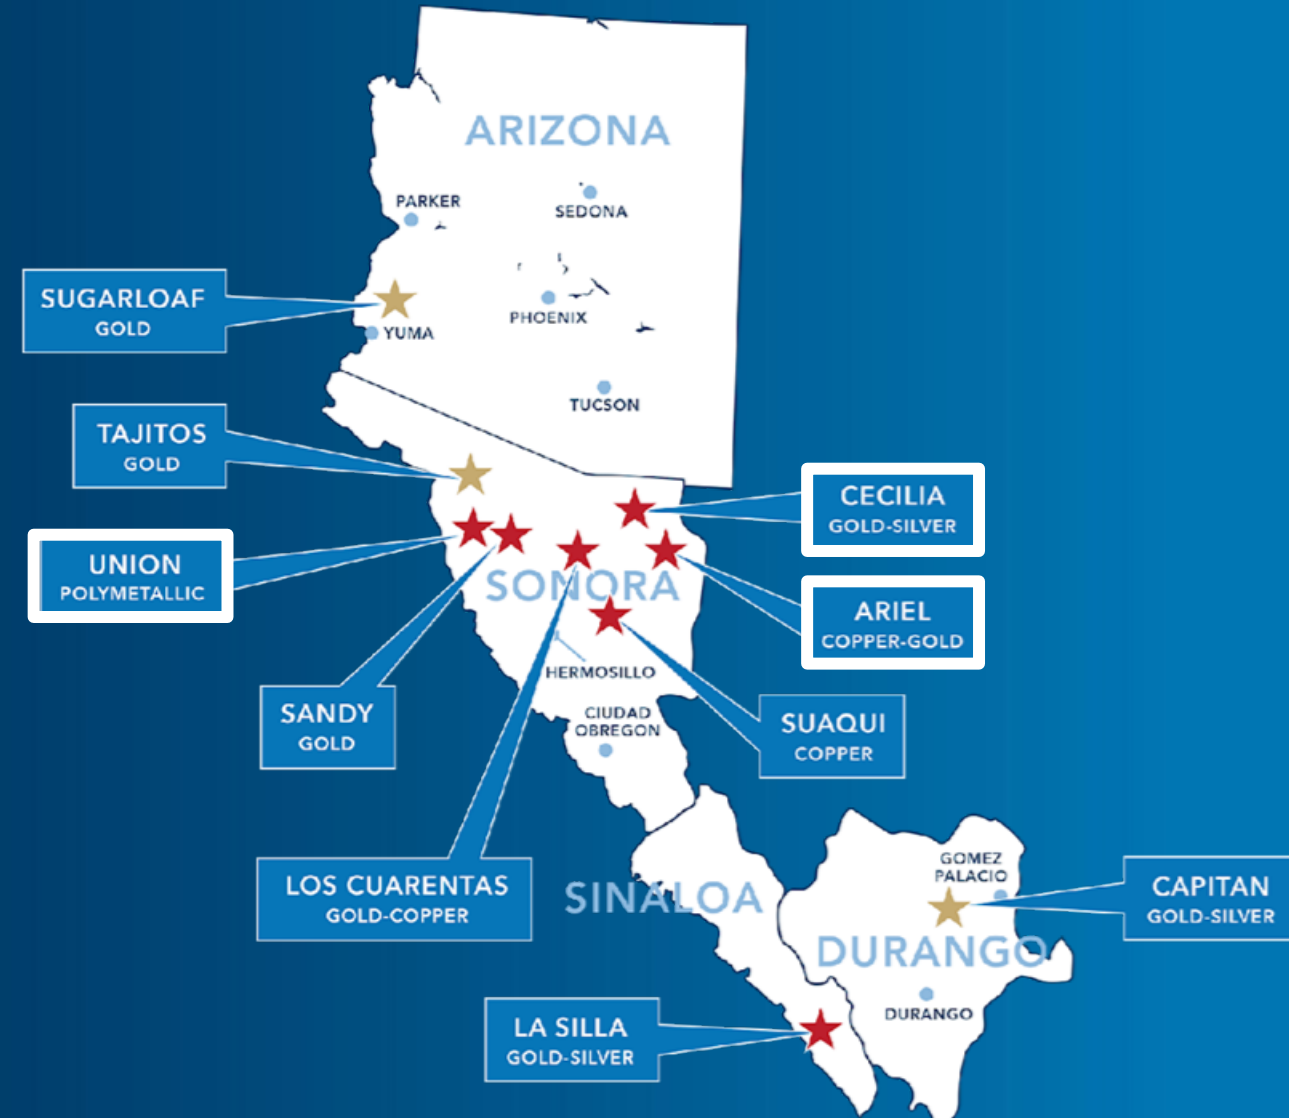 ARIZONA
PARKER
SEDONA
SUGARLOAF
GOLD
PHOENIX
YUMA
TUCSON
TAJITOS
GOLD
CECILIA
GOLD-SILVER
UNION
POLYMETALLIC
SONORA
ARIEL
COPPER-GOLD
HERMOSILLO
SANDY
GOLD
CIUDAD
OBREGON
SUAQUI
COPPER
LOS CUARENTAS
GOLD-COPPER
SINALOA
GOMEZ
PALACIO
CAPITAN
GOLD-SILVER
DURANGO
DURANGO
LA SILLA
GOLD-SILVER